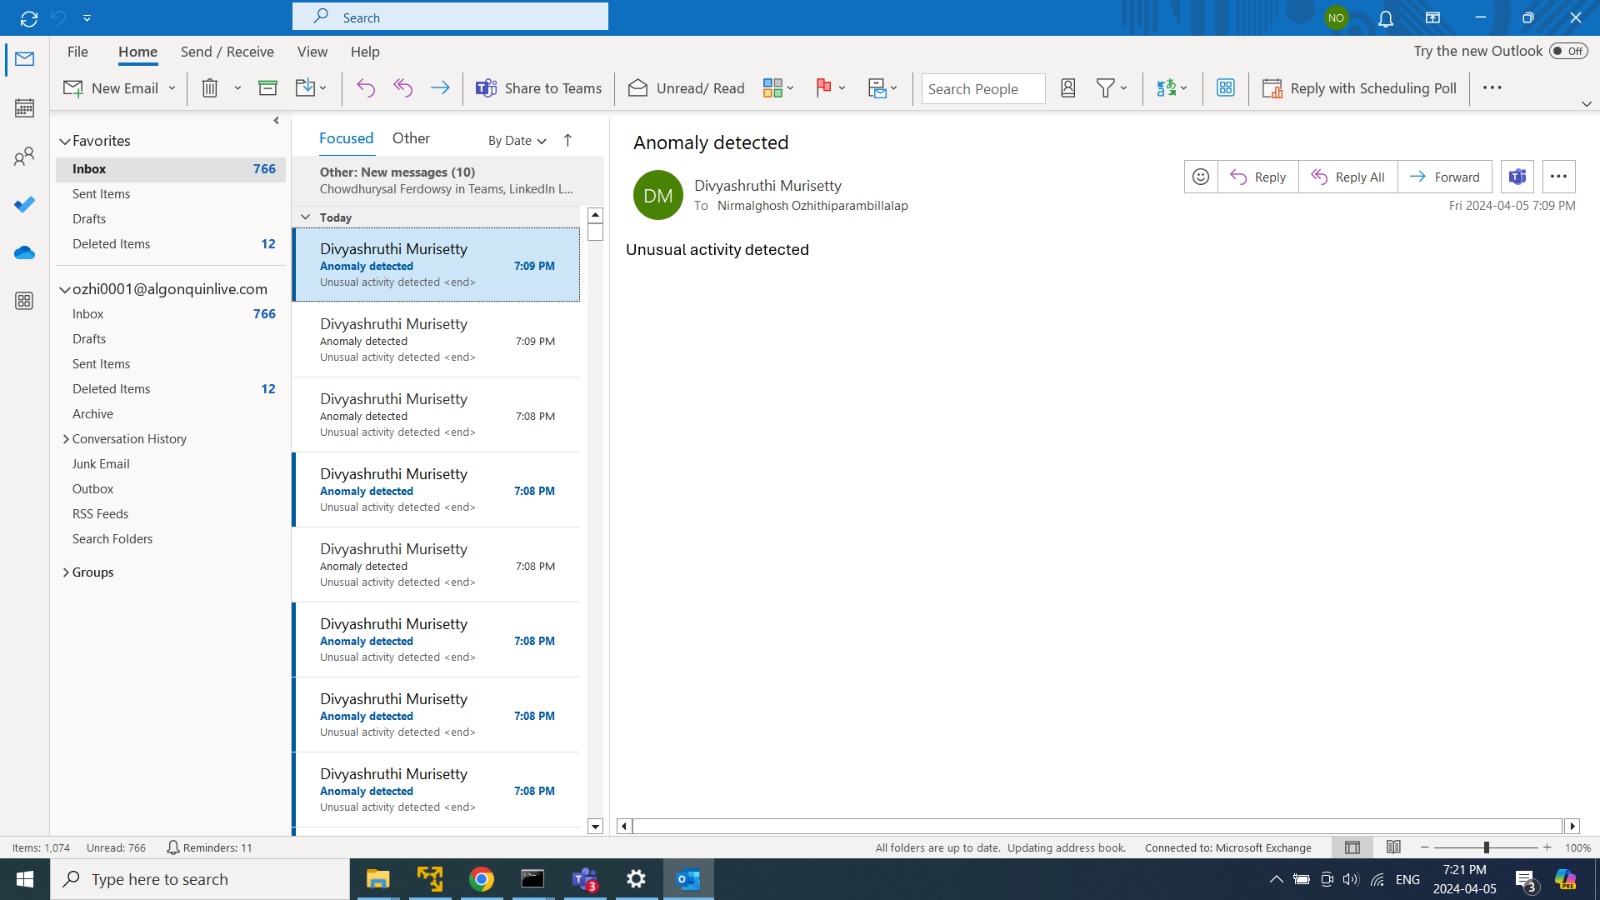 Search
NO
File
Home
Send / Receive
View
Help
Try the new Outlook
Off
New Email
Share to Teams
Unread/ Read
Search People
Reply with Scheduling Poll
Favorites
Inbox 766
Sent Items
Drafts
Deleted Items 12
ozhi0001@algonquinlive.com
Inbox 766
Drafts
Sent Items
Deleted Items 12
Archive
Conversation History
Junk Email
Outbox
RSS Feeds
Search Folders
Groups
Focused Other By Date
Other: New messages (10)
Chowdhurysal Ferdowsy in Teams, LinkedIn L...
Today
Divyashruthi Murisetty
Anomaly detected 7:09 PM
Unusual activity detected <end>
Divyashruthi Murisetty
Anomaly detected 7:09 PM
Unusual activity detected <end>
Divyashruthi Murisetty
Anomaly detected 7:08 PM
Unusual activity detected <end>
Divyashruthi Murisetty
Anomaly detected 7:08 PM
Unusual activity detected <end>
Divyashruthi Murisetty
Anomaly detected 7:08 PM
Unusual activity detected <end>
Divyashruthi Murisetty
Anomaly detected 7:08 PM
Unusual activity detected <end>
Divyashruthi Murisetty
Anomaly detected 7:08 PM
Unusual activity detected <end>
Divyashruthi Murisetty
Anomaly detected 7:08 PM
Unusual activity detected <end>
Anomaly detected
DM
Divyashruthi Murisetty
To Nirmalghosh Ozhithiparambillalap
Reply
Reply All
Forward
Fri 2024-04-05 7:09 PM
Unusual activity detected
Items: 1,074 Unread: 766 Reminders: 11
All folders are up to date. Updating address book. Connected to: Microsoft Exchange
100%
Type here to search
3
ENG
7:21 PM
2024-04-05
3
PRE